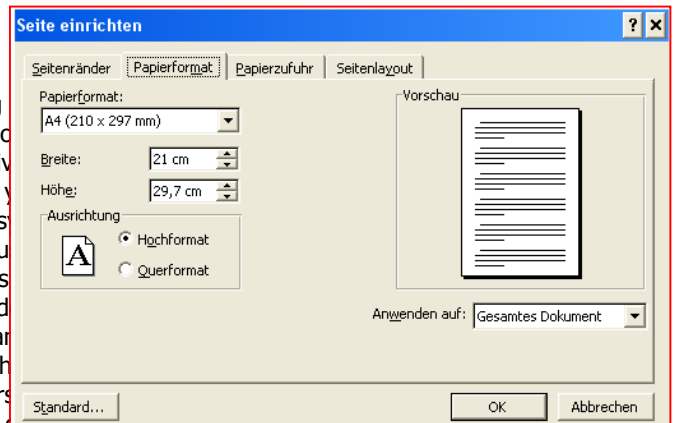 Seite einrichten
Seitenränder Papierformat Papierzufuhr Seitenlayout
Papierformat:
A4 (210 x 297 mm)
Breite: 21 cm
Höhe: 29,7 cm
Ausrichtung
A
Hochformat
Querformat
Vorschau
Anwenden auf: Gesamtes Dokument
Standard... OK Abbrechen